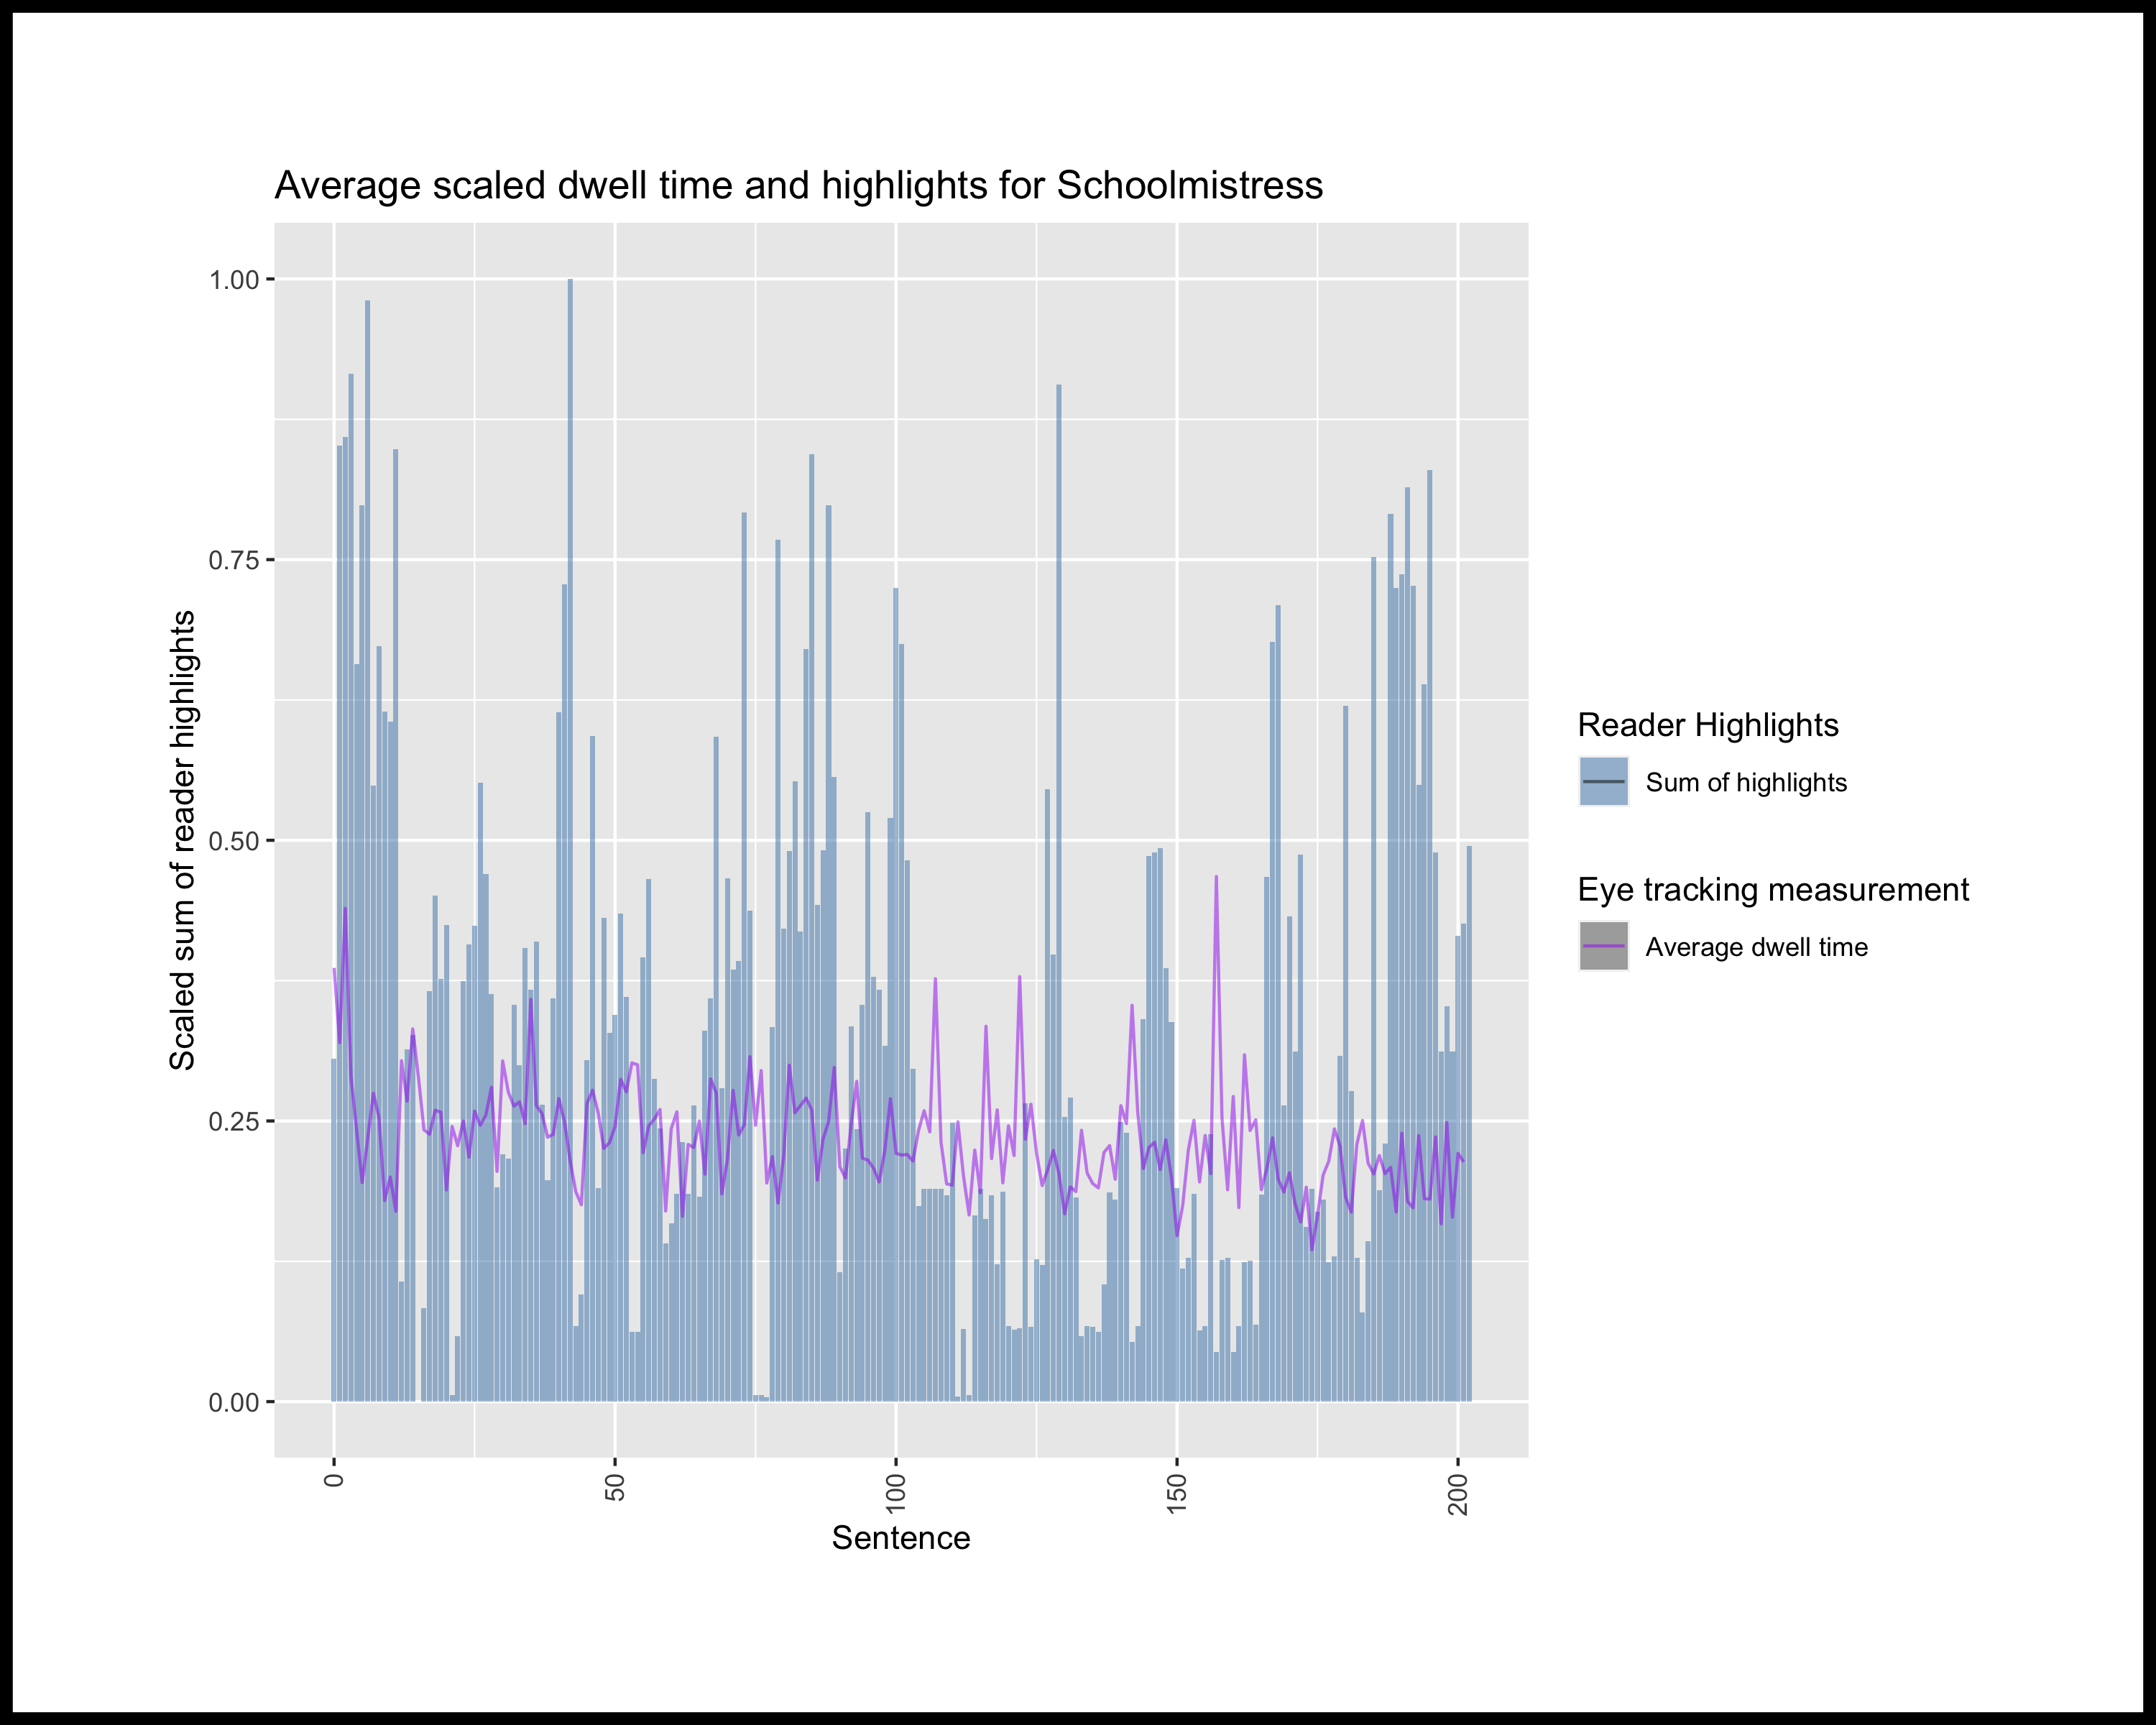 Average scaled dwell time and highlights for Schoolmistress
Scaled sum of reader highlights
1.00
0.75
0.50
0.25
0.00
0
50
100
150
200
Sentence
Reader Highlights
Sum of highlights
Eye tracking measurement
Average dwell time